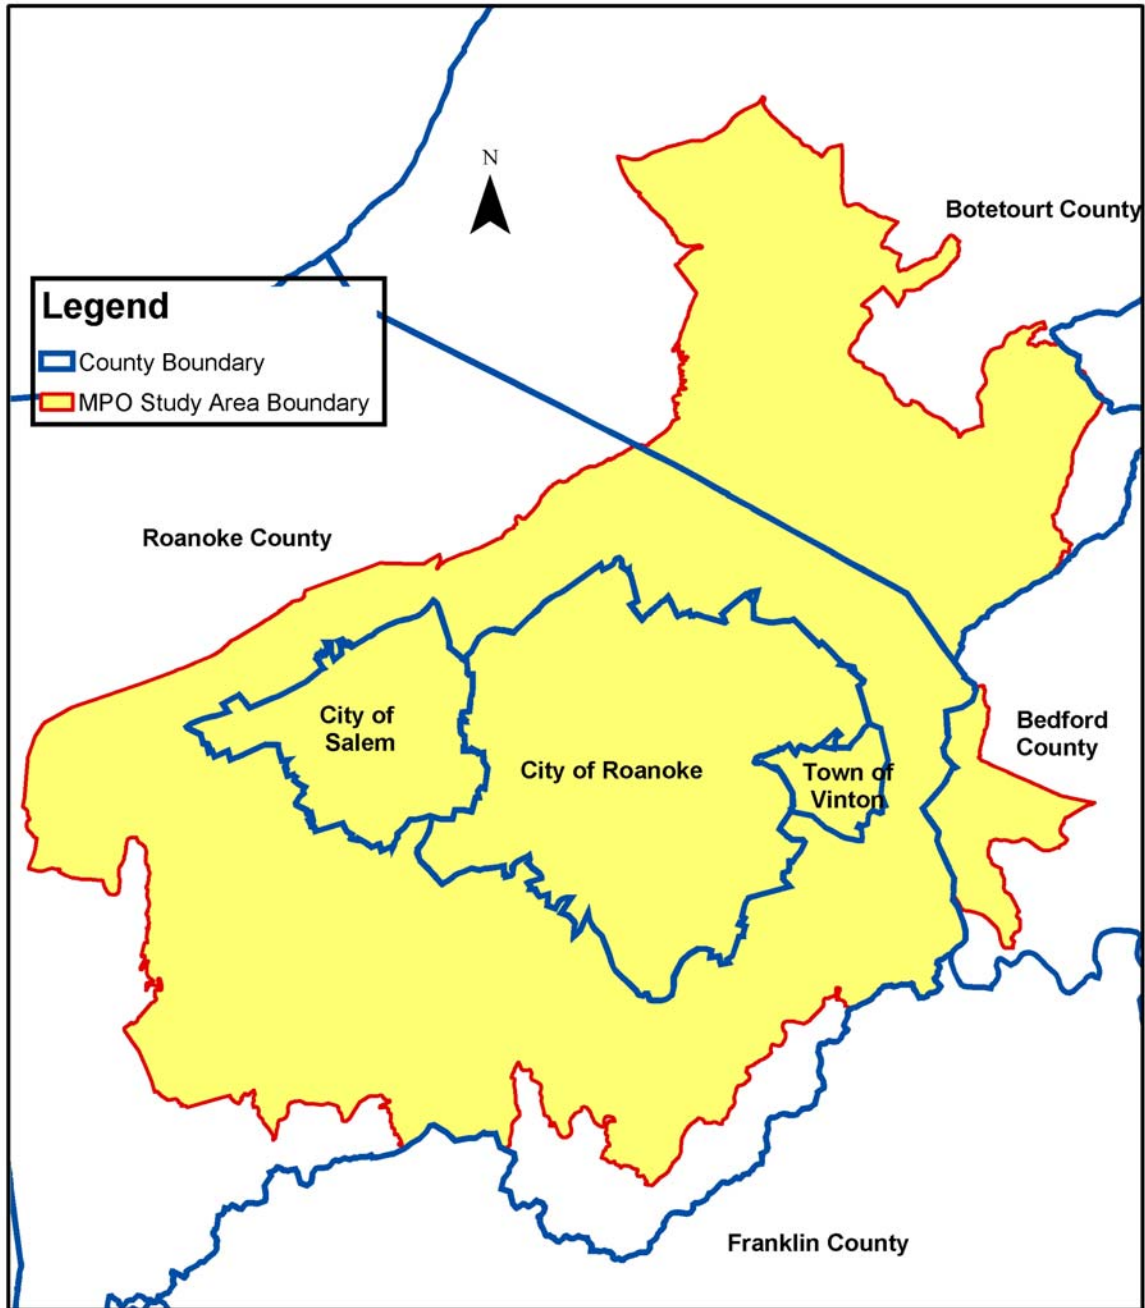 N
Botetourt County
Legend
County Boundary
MPO Study Area Boundary
Roanoke County
City of
Salem
City of Roanoke
Town of
Vinton
Bedford
County
Franklin County